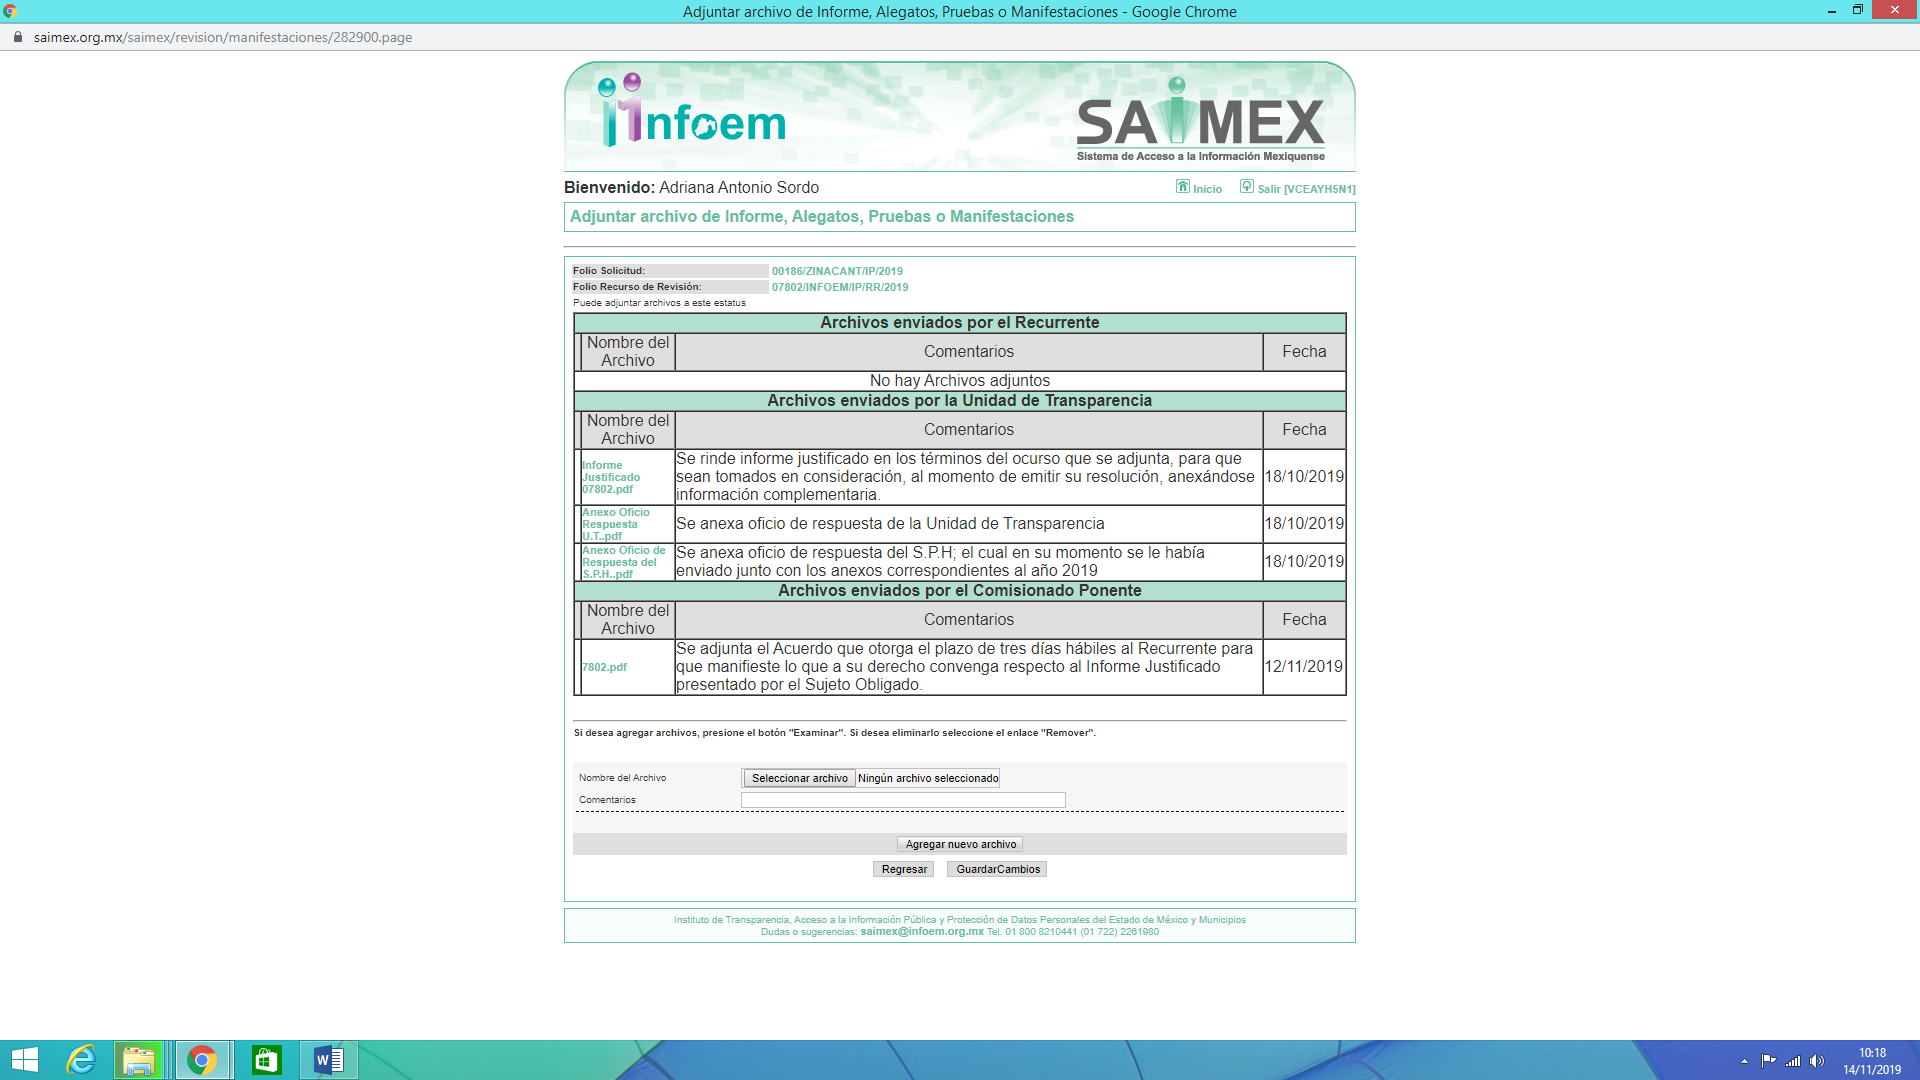 Adjuntar archivo de Informe, Alegatos, Pruebas o Manifestaciones - Google Chrome
saimex.org.mx/saimex/revision/manifestaciones/282900.page
infoem
SAIMEX
Sistema de Acceso a la Información Mexiquense
Bienvenido: Adriana Antonio Sordo
Inicio Salir [VCEAYH5N1]
Adjuntar archivo de Informe, Alegatos, Pruebas o Manifestaciones
Folio Solicitud: 00186/ZINACANT/IP/2019
Folio Recurso de Revisión: 07802/INFOEM/IP/RR/2019
Puede adjuntar archivos a este estatus
Archivos enviados por el Recurrente
Nombre del
Archivo
Comentarios
Fecha
No hay Archivos adjuntos
Archivos enviados por la Unidad de Transparencia
Nombre del
Archivo
Comentarios
Fecha
Informe
Justificado
07802.pdf
Se rinde informe justificado en los términos del ocurso que se adjunta, para que
sean tomados en consideración, al momento de emitir su resolución, anexándose
información complementaria.
18/10/2019
Anexo Oficio
Respuesta
U.T..pdf
Se anexa oficio de respuesta de la Unidad de Transparencia
18/10/2019
Anexo Oficio de
Respuesta del
S.P.H..pdf
Se anexa oficio de respuesta del S.P.H; el cual en su momento se le había
enviado junto con los anexos correspondientes al año 2019
18/10/2019
Archivos enviados por el Comisionado Ponente
Nombre del
Archivo
Comentarios
Fecha
7802.pdf
Se adjunta el Acuerdo que otorga el plazo de tres días hábiles al Recurrente para
que manifieste lo que a su derecho convenga respecto al Informe Justificado
presentado por el Sujeto Obligado.
12/11/2019
Si desea agregar archivos, presione el botón "Examinar". Si desea eliminarlo seleccione el enlace "Remover".
Nombre del Archivo Seleccionar archivo Ningún archivo seleccionado
Comentarios
Agregar nuevo archivo
Regresar GuardarCambios
Instituto de Transparencia, Acceso a la Información Pública y Protección de Datos Personales del Estado de México y Municipios
Dudas o sugerencias: saimex@infoem.org.mx Tel. 01 800 8210441 (01 722) 2261980
10:18
14/11/2019